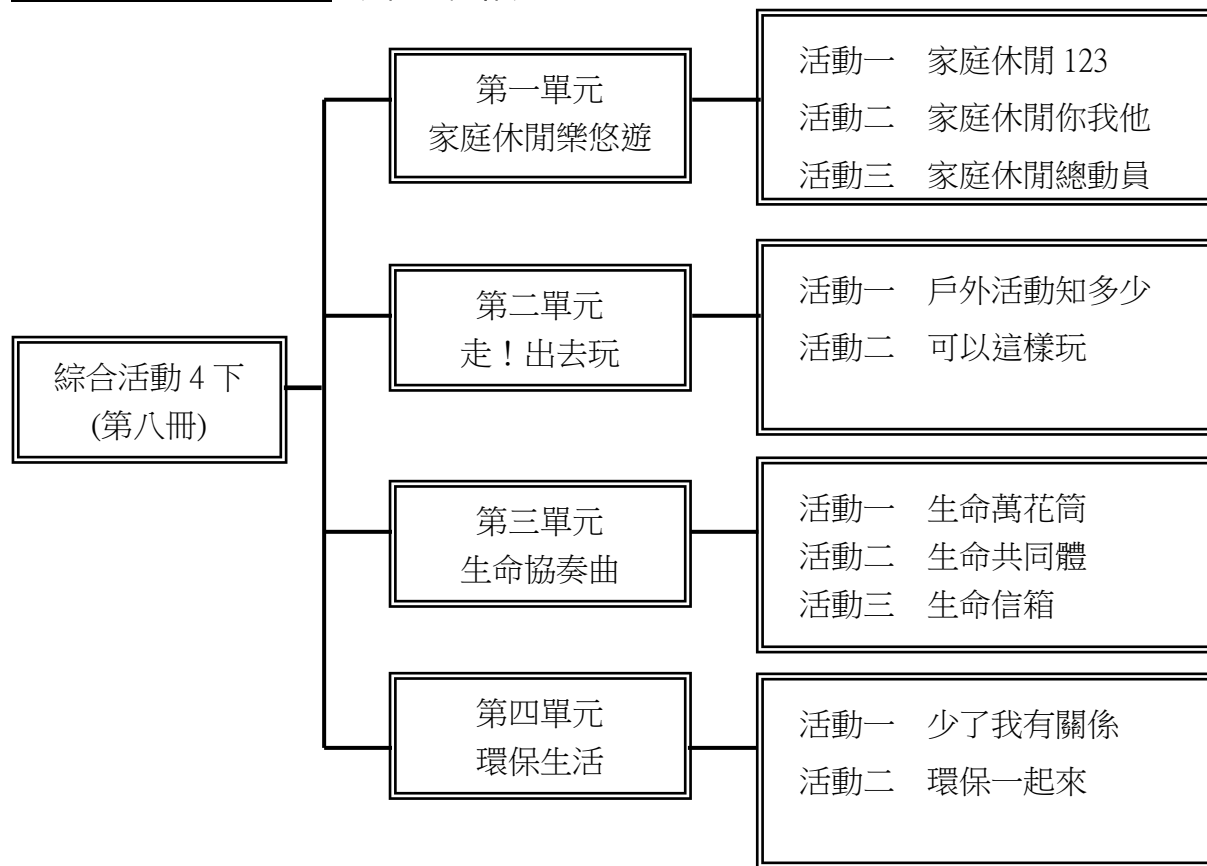 綜合活動 4 下
(第八冊)
第一單元
家庭休閒樂悠遊
活動一 家庭休閒 123
活動二 家庭休閒你我他
活動三 家庭休閒總動員
第二單元
走！出去玩
活動一 戶外活動知多少
活動二 可以這樣玩
第三單元
生命協奏曲
活動一 生命萬花筒
活動二 生命共同體
活動三 生命信箱
第四單元
環保生活
活動一 少了我有關係
活動二 環保一起來